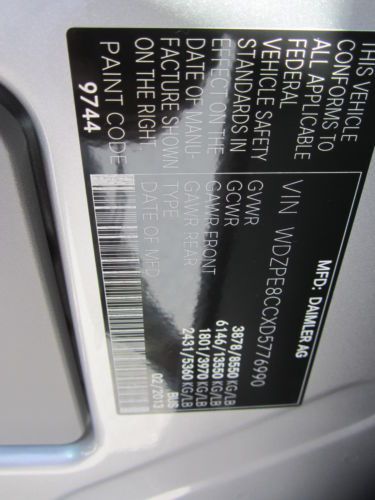 MFD: DAIMLER AG
VIN WDZPE8CCXD5776990
GVWR 3878/8550 KG/LB
GCWR 6146/13550 KG/LB
GAWR FRONT 1801/3970 KG/LB
GAWR REAR 2431/5360 KG/LB
TYPE BUS
DATE OF MFD 02/2013
THIS VEHICLE
CONFORMS TO
ALL APPLICABLE
FEDERAL
VEHICLE SAFETY
STANDARDS IN
EFFECT ON THE
DATE OF MANU-
FACTURE SHOWN
ON THE RIGHT.
PAINT CODE
9744